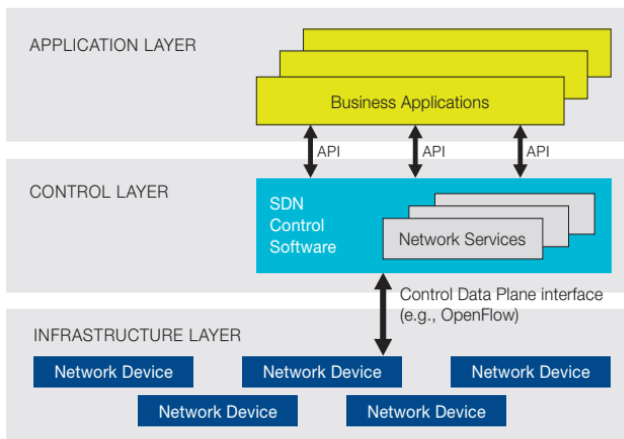 APPLICATION LAYER
Business Applications
API
API
API
CONTROL LAYER
SDN
Control
Software
Network Services
Control Data Plane interface
(e.g., OpenFlow)
INFRASTRUCTURE LAYER
Network Device
Network Device
Network Device
Network Device
Network Device